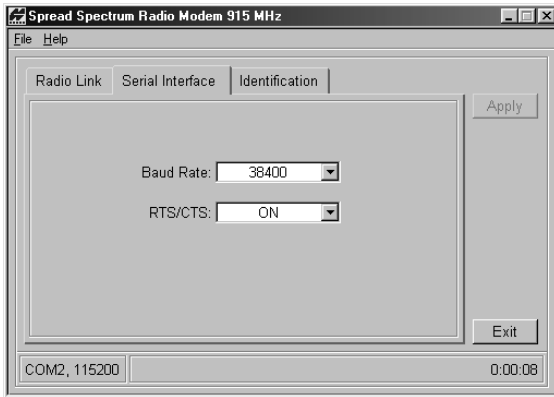 Spread Spectrum Radio Modem 915 MHz
File Help
Radio Link Serial Interface Identification
Apply
Baud Rate: 38400
RTS/CTS: ON
Exit
COM2, 115200 0:00:08